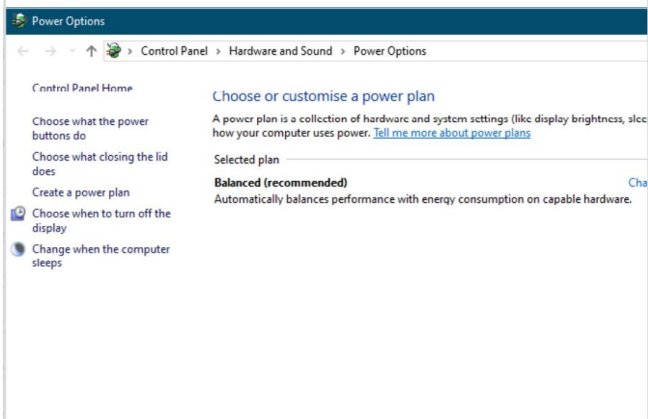 Power Options
Control Panel > Hardware and Sound > Power Options
Control Panel Home
Choose what the power
buttons do
Choose what closing the lid
does
Create a power plan
Choose when to turn off the
display
Change when the computer
sleeps
Choose or customise a power plan
A power plan is a collection of hardware and system settings (like display brightness, slee
how your computer uses power. Tell me more about power plans
Selected plan
Balanced (recommended) Cha
Automatically balances performance with energy consumption on capable hardware.